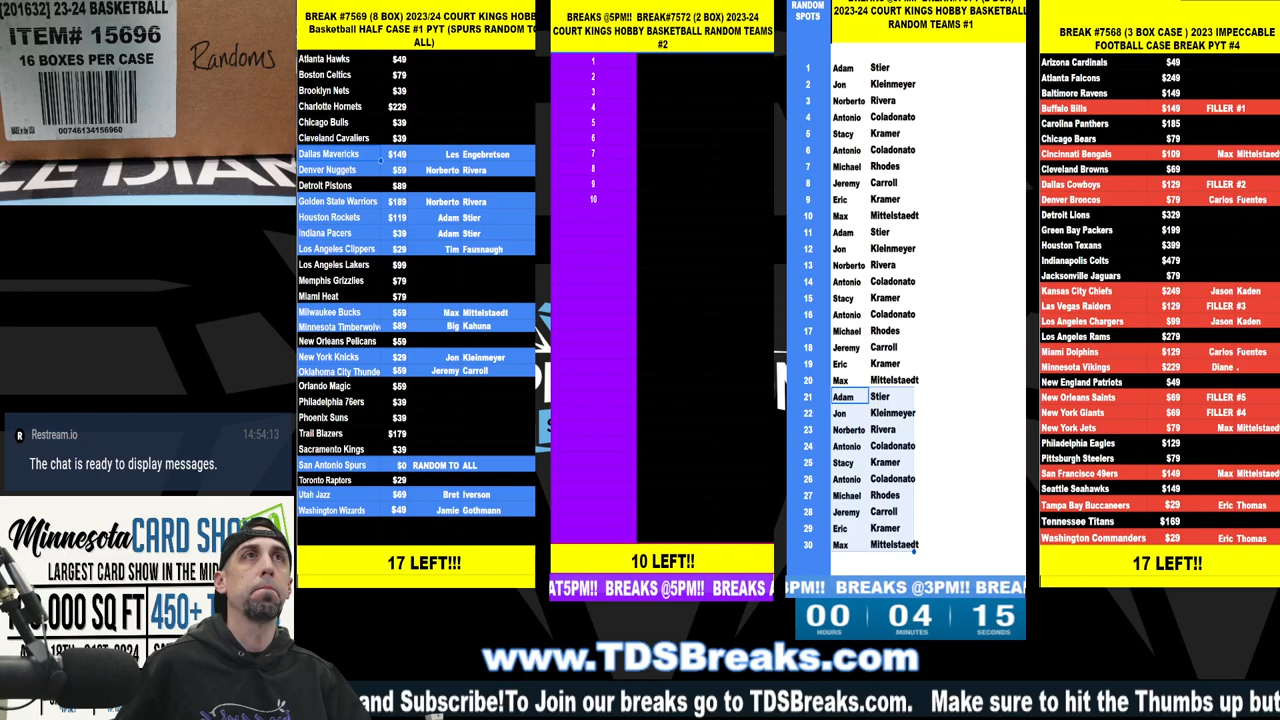 [201632] 23-24 BASKETBALL
ITEM# 15696
16 BOXES PER CASE
Randoms
00746134156960
BREAK #7569 (8 BOX) 2023/24 COURT KINGS HOBB
Basketball HALF CASE #1 PYT (SPURS RANDOM TO
ALL)
Atlanta Hawks $49
Boston Celtics $79
Brooklyn Nets $39
Charlotte Hornets $229
Chicago Bulls $39
Cleveland Cavaliers $39
Dallas Mavericks $149 Les Engebretson
Denver Nuggets $59 Norberto Rivera
Detroit Pistons $89
Golden State Warriors $189 Norberto Rivera
Houston Rockets $119 Adam Stier
Indiana Pacers $39 Adam Stier
Los Angeles Clippers $29 Tim Fausnaugh
Los Angeles Lakers $99
Memphis Grizzlies $79
Miami Heat $79
Milwaukee Bucks $59 Max Mittelstaedt
Minnesota Timberwolv $89 Big Kahuna
New Orleans Pelicans $59
New York Knicks $29 Jon Kleinmeyer
Oklahoma City Thunde $59 Jeremy Carroll
Orlando Magic $59
Philadelphia 76ers $39
Phoenix Suns $39
Trail Blazers $179
Sacramento Kings $39
San Antonio Spurs $0 RANDOM TO ALL
Toronto Raptors $29
Utah Jazz $69 Bret Iverson
Washington Wizards $49 Jamie Gothmann
17 LEFT!!!
BREAKS @5PM!! BREAK#7572 (2 BOX) 2023-24
COURT KINGS HOBBY BASKETBALL RANDOM TEAMS
#2
1
2
3
4
5
6
7
8
9
10
10 LEFT!!
AT5PM!! BREAKS @5PM!! BREAKS A
RANDOM
SPOTS
2023-24 COURT KINGS HOBBY BASKETBALL
RANDOM TEAMS #1
1 Adam Stier
2 Jon Kleinmeyer
3 Norberto Rivera
4 Antonio Coladonato
5 Stacy Kramer
6 Antonio Coladonato
7 Michael Rhodes
8 Jeremy Carroll
9 Eric Kramer
10 Max Mittelstaedt
11 Adam Stier
12 Jon Kleinmeyer
13 Norberto Rivera
14 Antonio Coladonato
15 Stacy Kramer
16 Antonio Coladonato
17 Michael Rhodes
18 Jeremy Carroll
19 Eric Kramer
20 Max Mittelstaedt
21 Adam Stier
22 Jon Kleinmeyer
23 Norberto Rivera
24 Antonio Coladonato
25 Stacy Kramer
26 Antonio Coladonato
27 Michael Rhodes
28 Jeremy Carroll
29 Eric Kramer
30 Max Mittelstaedt
3PM!! BREAKS @3PM!! BREA
00 04 15
HOURS MINUTES SECONDS
BREAK #7568 (3 BOX CASE ) 2023 IMPECCABLE
FOOTBALL CASE BREAK PYT #4
Arizona Cardinals $49
Atlanta Falcons $249
Baltimore Ravens $149
Buffalo Bills $149 FILLER #1
Carolina Panthers $185
Chicago Bears $79
Cincinnati Bengals $109 Max Mittelstaed
Cleveland Browns $69
Dallas Cowboys $129 FILLER #2
Denver Broncos $79 Carlos Fuentes
Detroit Lions $329
Green Bay Packers $199
Houston Texans $399
Indianapolis Colts $479
Jacksonville Jaguars $79
Kansas City Chiefs $249 Jason Kaden
Las Vegas Raiders $129 FILLER #3
Los Angeles Chargers $99 Jason Kaden
Los Angeles Rams $279
Miami Dolphins $129 Carlos Fuentes
Minnesota Vikings $229 Diane .
New England Patriots $49
New Orleans Saints $69 FILLER #5
New York Giants $69 FILLER #4
New York Jets $79 Max Mittelstaed
Philadelphia Eagles $129
Pittsburgh Steelers $79
San Francisco 49ers $149 Max Mittelstaed
Seattle Seahawks $149
Tampa Bay Buccaneers $29 Eric Thomas
Tennessee Titans $169
Washington Commanders $29 Eric Thomas
17 LEFT!!
Restream.io 14:54:13
The chat is ready to display messages.
Minnesota CARD SHO
LARGEST CARD SHOW IN THE MI
000 SQ FT 450+ T
www.TDSBreaks.com
and Subscribe!To Join our breaks go to TDSBreaks.com. Make sure to hit the Thumbs up but